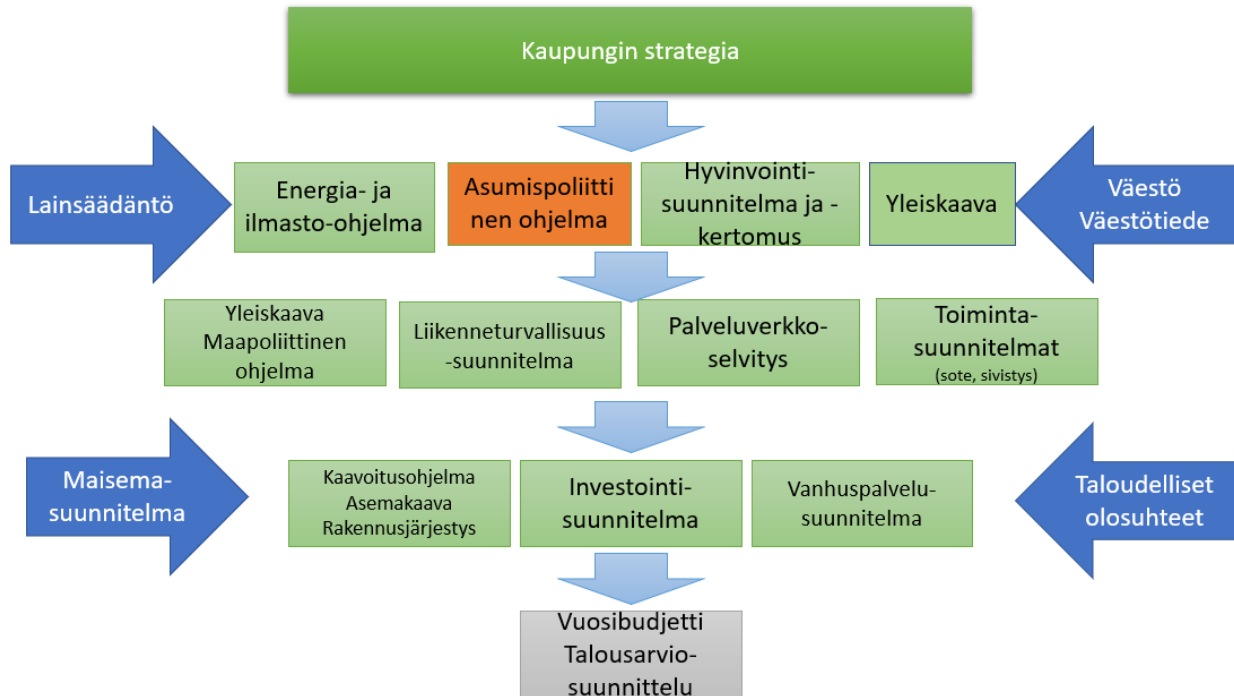 Kaupungin strategia
Lainsäädäntö
Energia- ja
ilmasto-ohjelma
Asumispoliitti
nen ohjelma
Hyvinvointi-
suunnitelma ja -
kertomus
Yleiskaava
Väestö
Väestötiede
Yleiskaava
Maapoliittinen
ohjelma
Liikenneturvallisuus
-suunnitelma
Palveluverkko-
selvitys
Toiminta-
suunnitelmat
(sote, sivistys)
Maisema-
suunnitelma
Kaavoitusohjelma
Asemakaava
Rakennusjärjestys
Investointi-
suunnitelma
Vanhuspalvelu-
suunnitelma
Taloudelliset
olosuhteet
Vuosibudjetti
Talousarvio-
suunnittelu